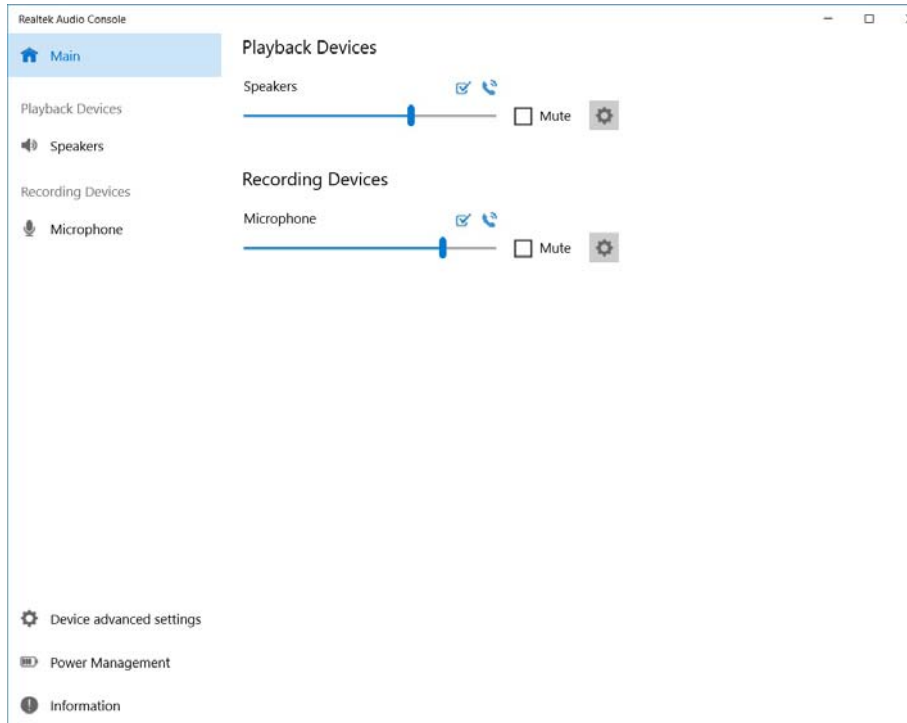 Realtek Audio Console
Main
Playback Devices
Speakers
Recording Devices
Microphone
Device advanced settings
Power Management
Information
Playback Devices
Speakers
Mute
Recording Devices
Microphone
Mute